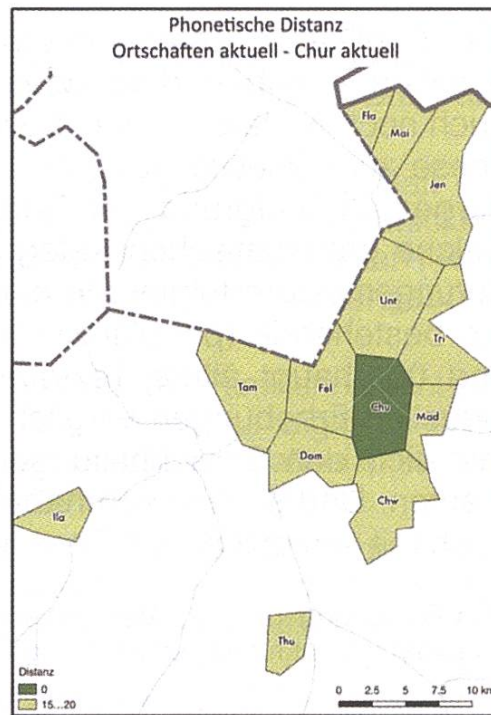 Phonetische Distanz
Ortschaften aktuell - Chur aktuell
Fla
Mai
Jen
Unt
Tri
Tam
Fel
Chu
Mad
Dom
Chw
Ila
Thu
Distanz
0
15...20
0 2.5 5 7.5 10 km